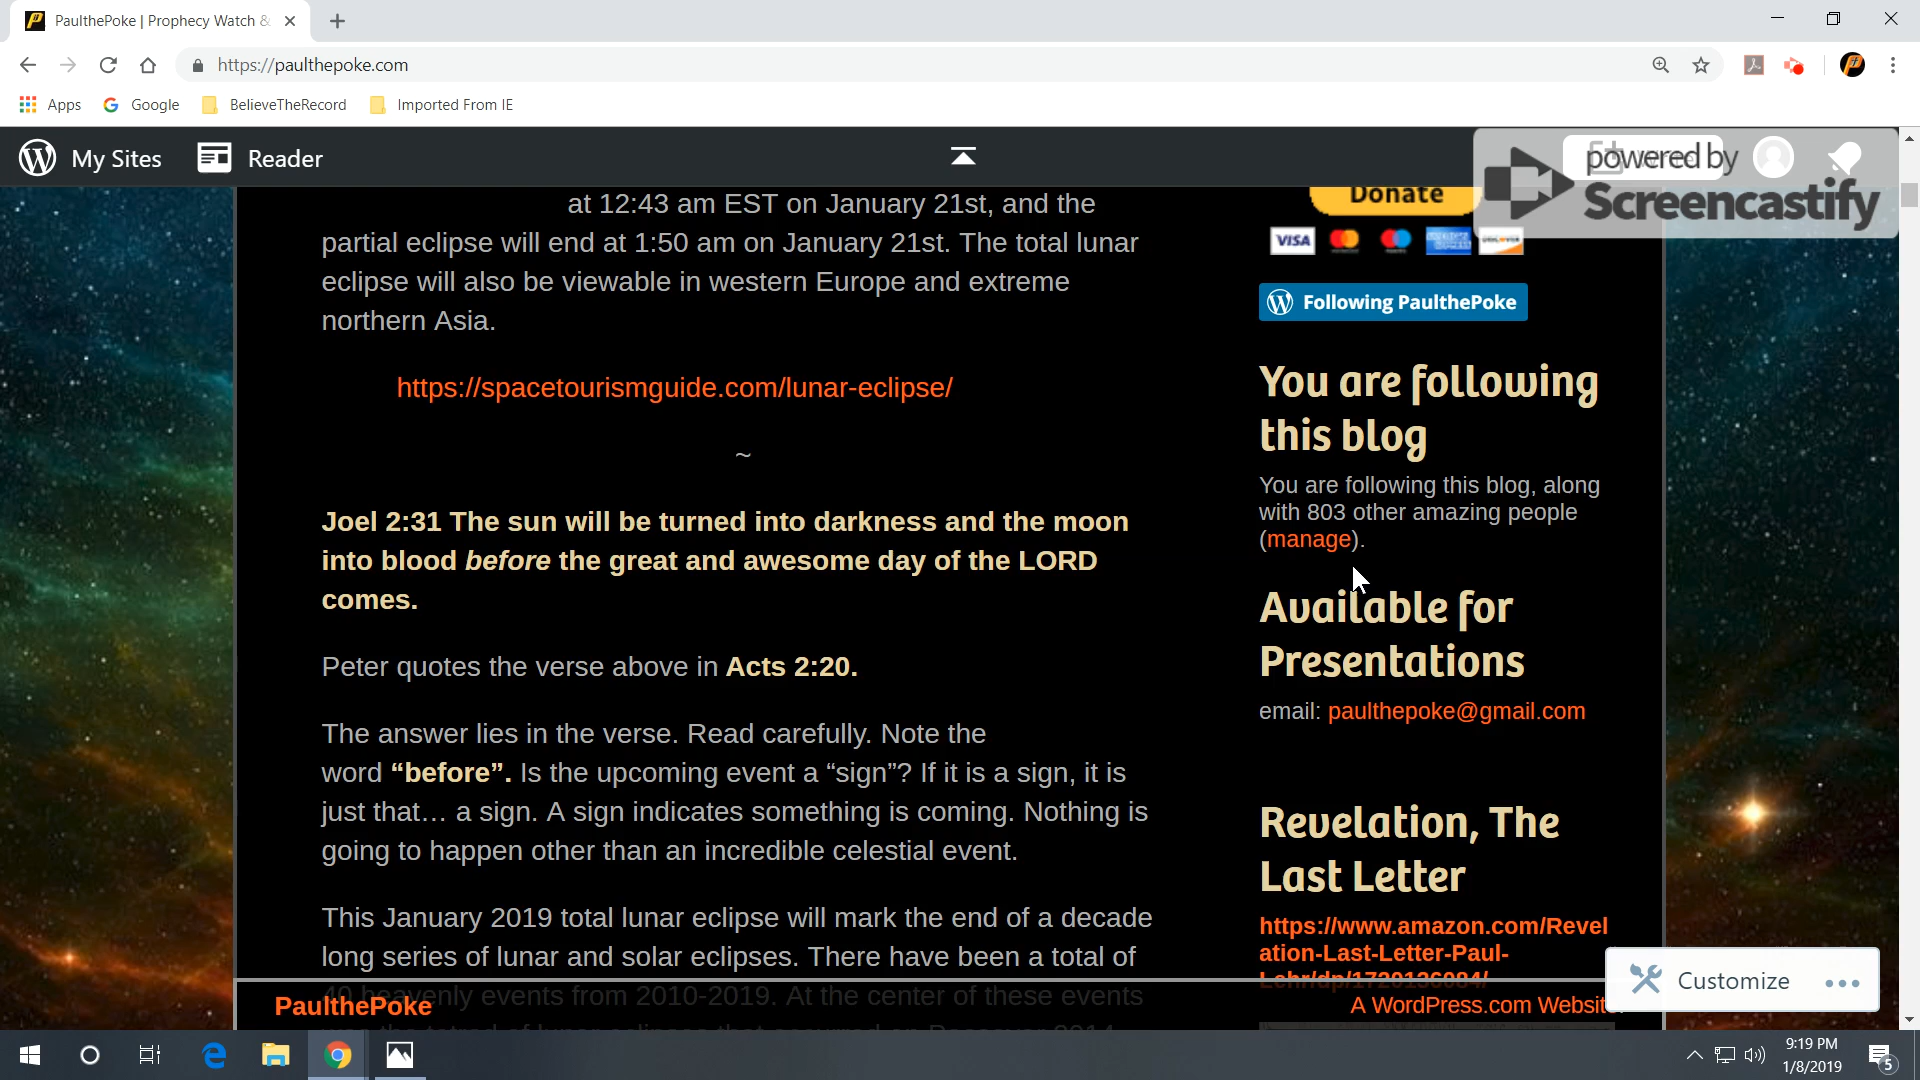 PaulthePoke | Prophecy Watch &
https://paulthepoke.com
Apps
Google
BelieveTheRecord
Imported From IE
My Sites
Reader
powered by
Screencastify
at 12:43 am EST on January 21st, and the
partial eclipse will end at 1:50 am on January 21st. The total lunar
eclipse will also be viewable in western Europe and extreme
northern Asia.
https://spacetourismguide.com/lunar-eclipse/
~
Joel 2:31 The sun will be turned into darkness and the moon
into blood before the great and awesome day of the LORD
comes.
Peter quotes the verse above in Acts 2:20.
The answer lies in the verse. Read carefully. Note the
word “before”. Is the upcoming event a “sign”? If it is a sign, it is
just that… a sign. A sign indicates something is coming. Nothing is
going to happen other than an incredible celestial event.
This January 2019 total lunar eclipse will mark the end of a decade
long series of lunar and solar eclipses. There have been a total of
40 heavenly events from 2010-2019. At the center of these events
Donate
VISA
Following PaulthePoke
You are following
this blog
You are following this blog, along
with 803 other amazing people
(manage).
Available for
Presentations
email: paulthepoke@gmail.com
Revelation, The
Last Letter
https://www.amazon.com/Revel
ation-Last-Letter-Paul-
Customize
PaulthePoke
A WordPress.com Website
9:19 PM
1/8/2019
5